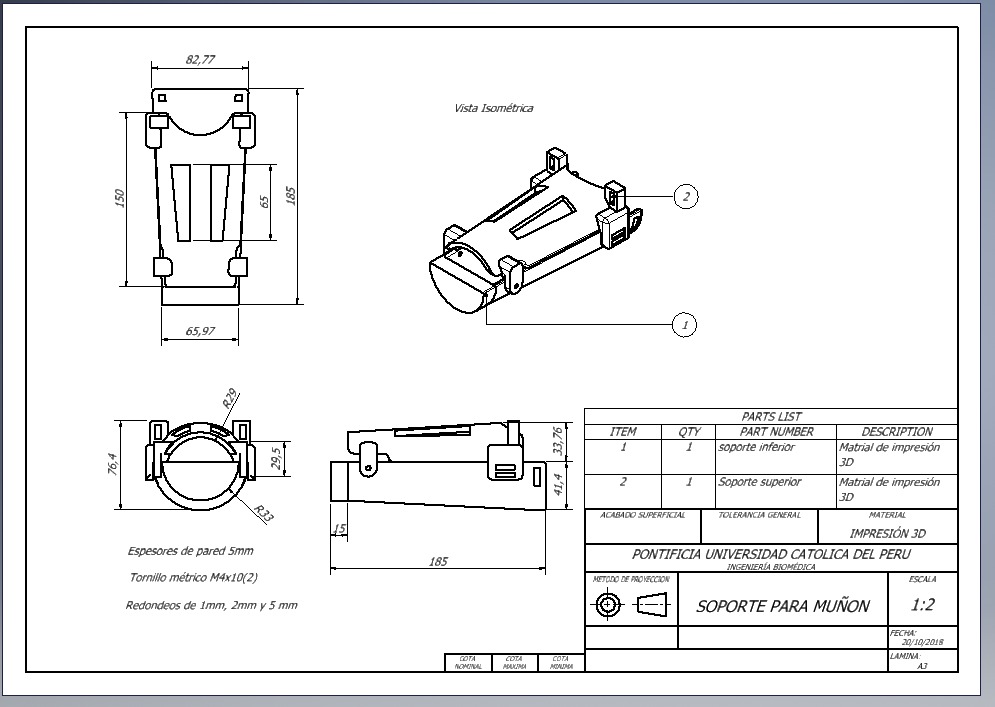 82,77
Vista Isométrica
150
65
185
2
65,97
1
R29
76,4
29,5
R33
33,76
41,4
15
185
Espesores de pared 5mm
Tornillo métrico M4x10(2)
Redondeos de 1mm, 2mm y 5 mm
PARTS LIST
ITEM QTY PART NUMBER DESCRIPTION
1 1 soporte inferior Matrial de impresión
3D
2 1 Soporte superior Matrial de impresión
3D
ACABADO SUPERFICIAL TOLERANCIA GENERAL MATERIAL
IMPRESIÓN 3D
PONTIFICIA UNIVERSIDAD CATOLICA DEL PERU
INGENIERÍA BIOMÉDICA
METODO DE PROYECCION ESCALA
SOPORTE PARA MUÑON 1:2
FECHA:
20/10/2018
LAMINA:
A3
COTA COTA COTA
NOMINAL MAXIMA MINIMA